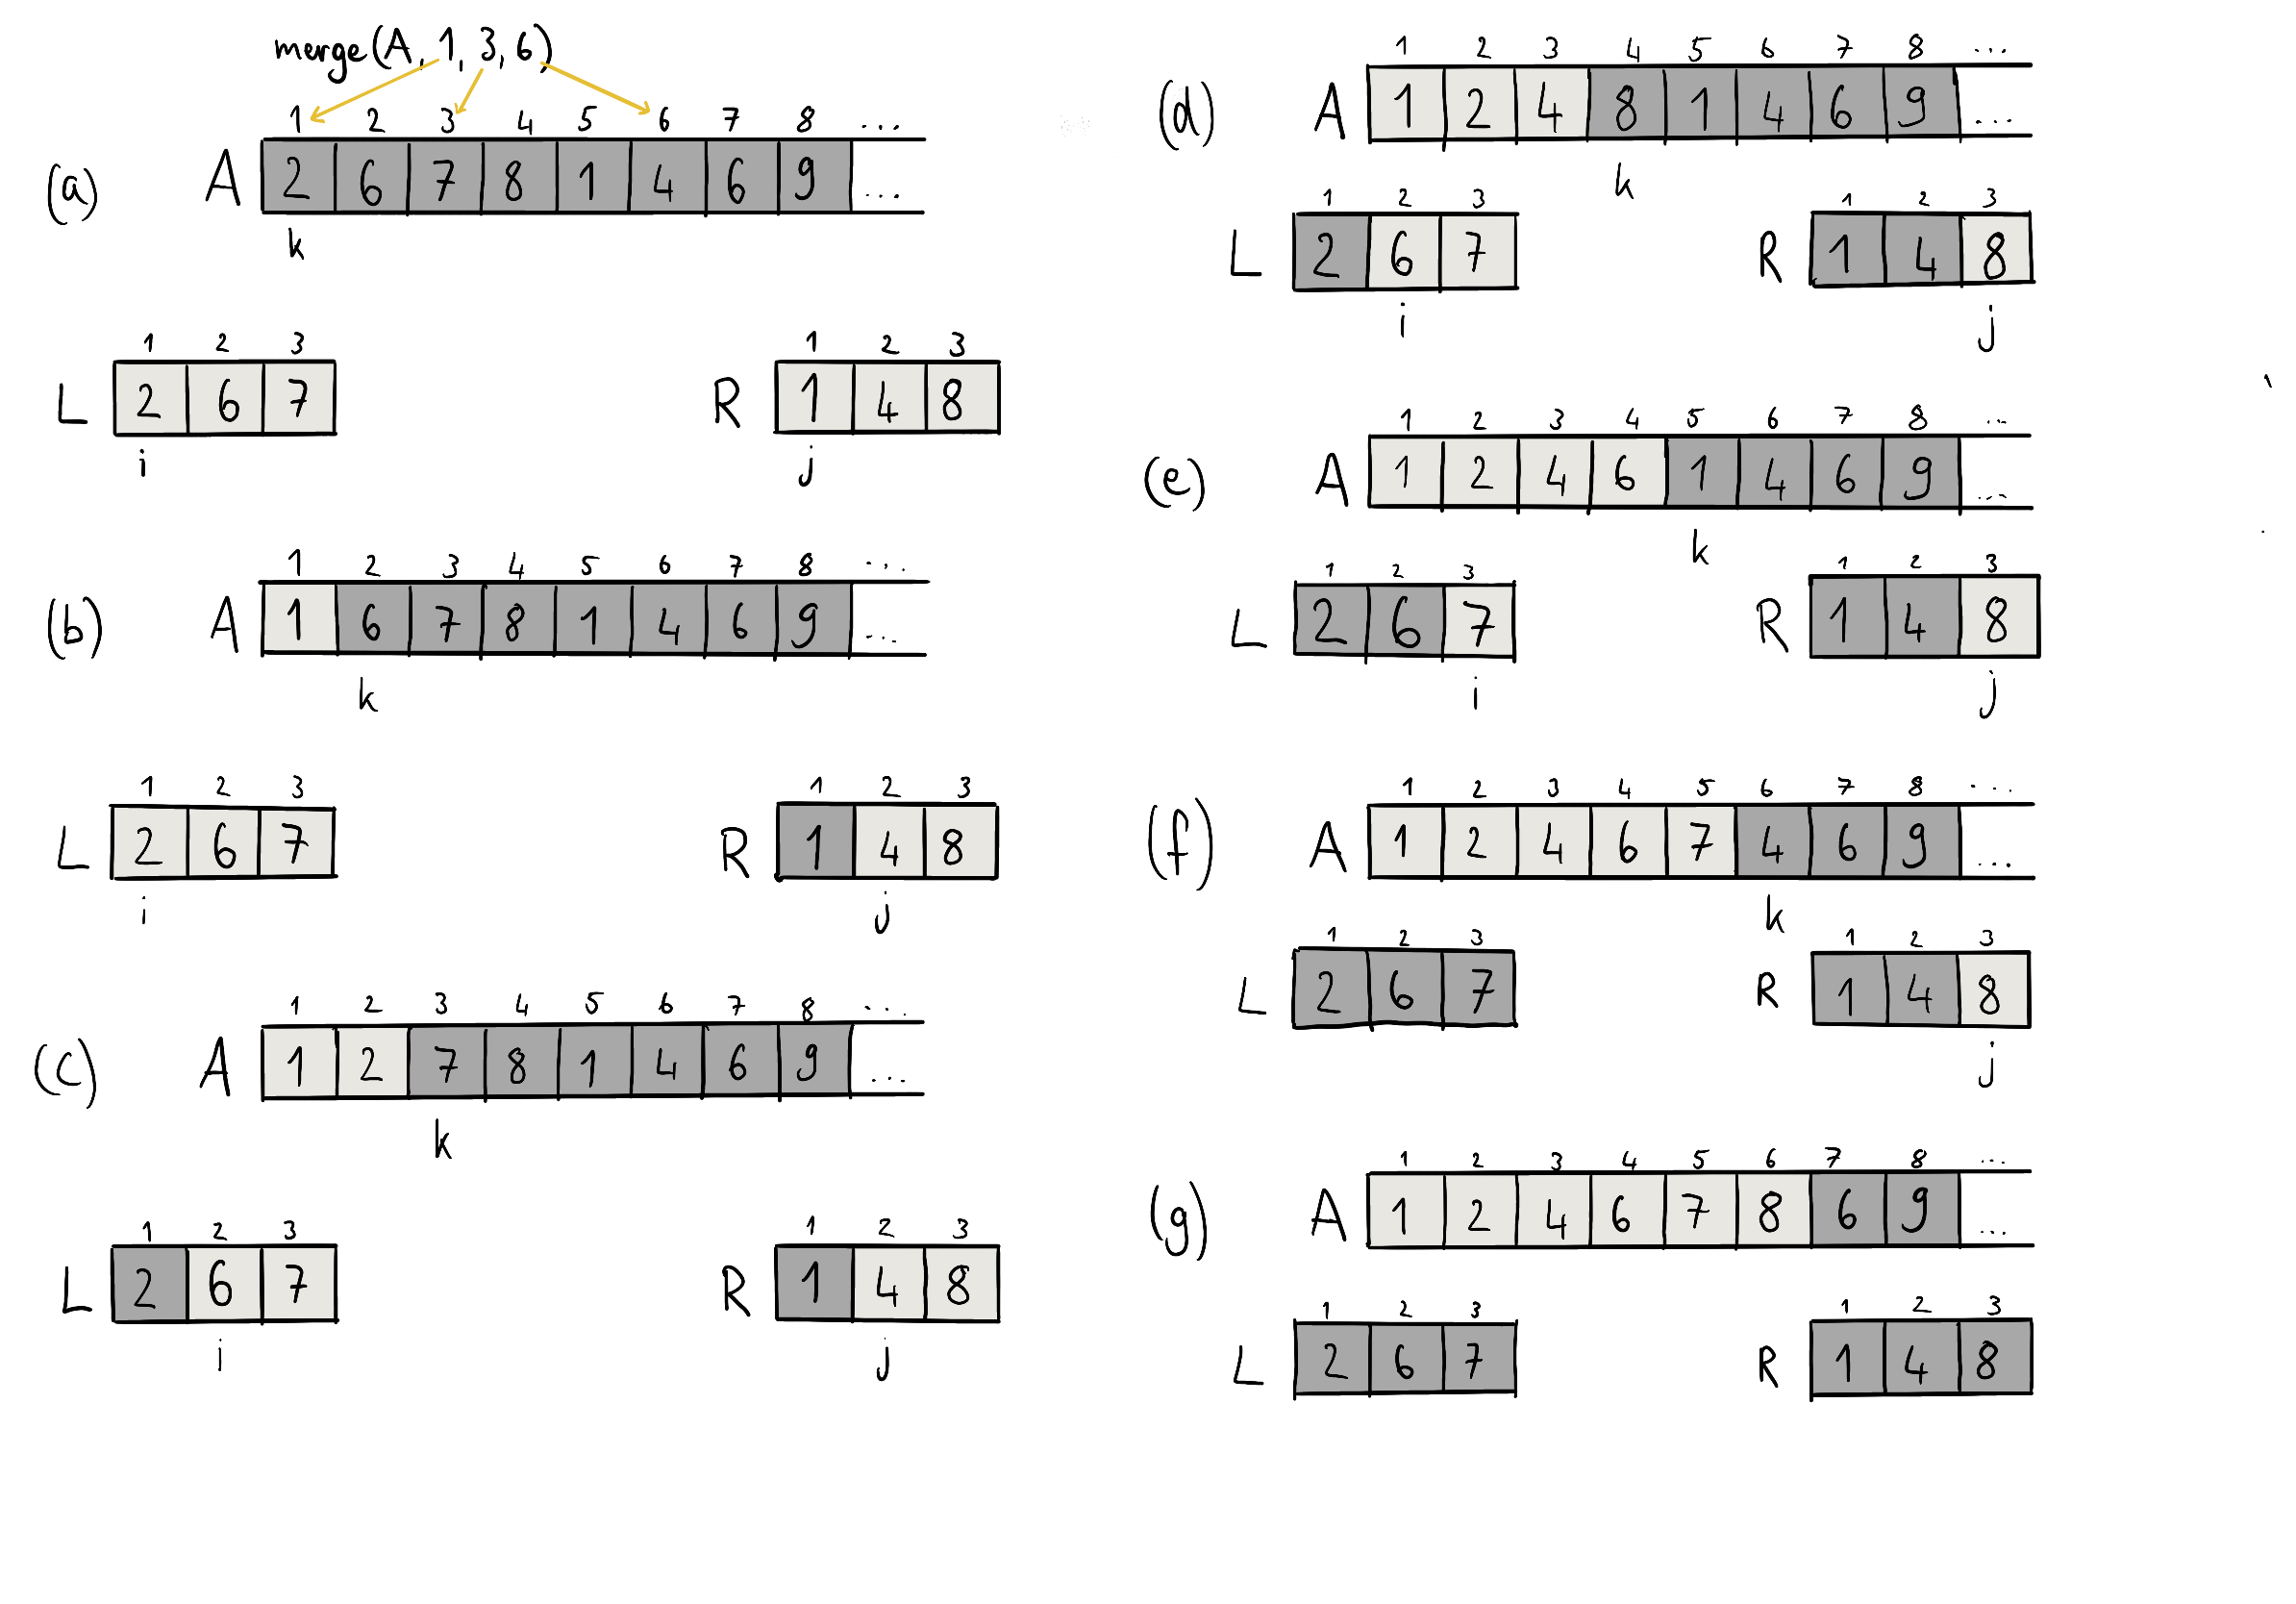 merge(A, 1, 3, 6)
1 2 3 4 5 6 7 8 ...
(a) A 2 6 7 8 1 4 6 9 ...
k
1 2 3 1 2 3
L 2 6 7 R 1 4 8
i j
1 2 3 4 5 6 7 8 ...
(b) A 1 6 7 8 1 4 6 9 ...
k
1 2 3 1 2 3
L 2 6 7 R 1 4 8
i j
1 2 3 4 5 6 7 8 ...
(c) A 1 2 7 8 1 4 6 9 ...
k
1 2 3 1 2 3
L 2 6 7 R 1 4 8
i j
1 2 3 4 5 6 7 8 ...
(d) A 1 2 4 8 1 4 6 9 ...
k
1 2 3 1 2 3
L 2 6 7 R 1 4 8
i j
1 2 3 4 5 6 7 8 ...
(e) A 1 2 4 6 1 4 6 9 ...
k
1 2 3 1 2 3
L 2 6 7 R 1 4 8
i j
1 2 3 4 5 6 7 8 ...
(f) A 1 2 4 6 7 4 6 9 ...
k
1 2 3 1 2 3
L 2 6 7 R 1 4 8
j
1 2 3 4 5 6 7 8 ...
(g) A 1 2 4 6 7 8 6 9 ...
1 2 3 1 2 3
L 2 6 7 R 1 4 8